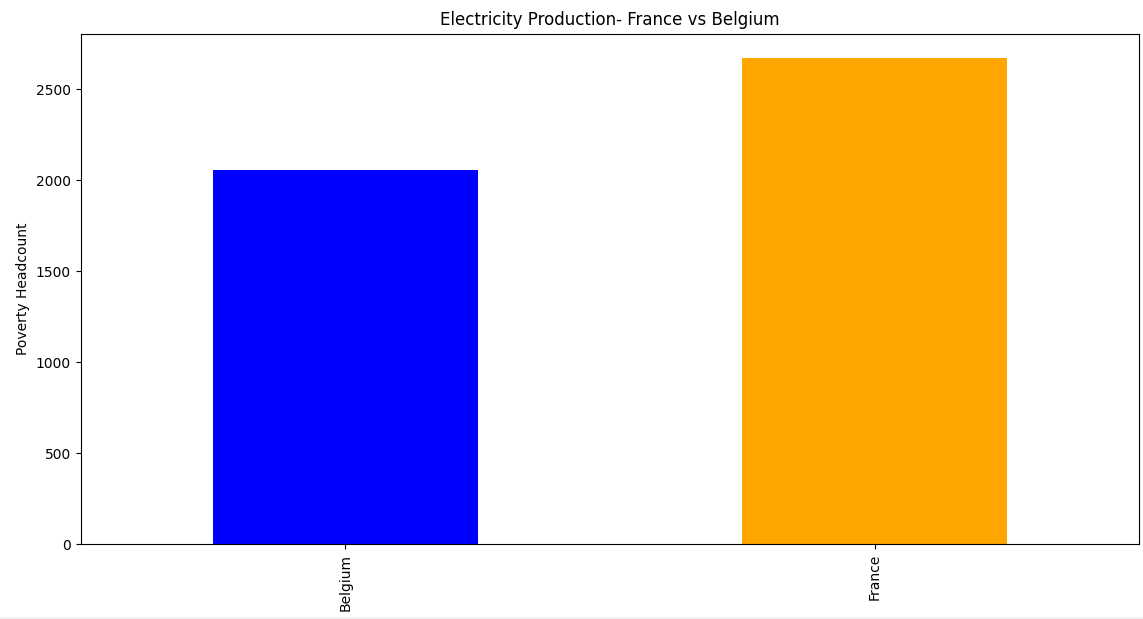 Electricity Production- France vs Belgium
Poverty Headcount
2500
2000
1500
1000
500
0
Belgium
France